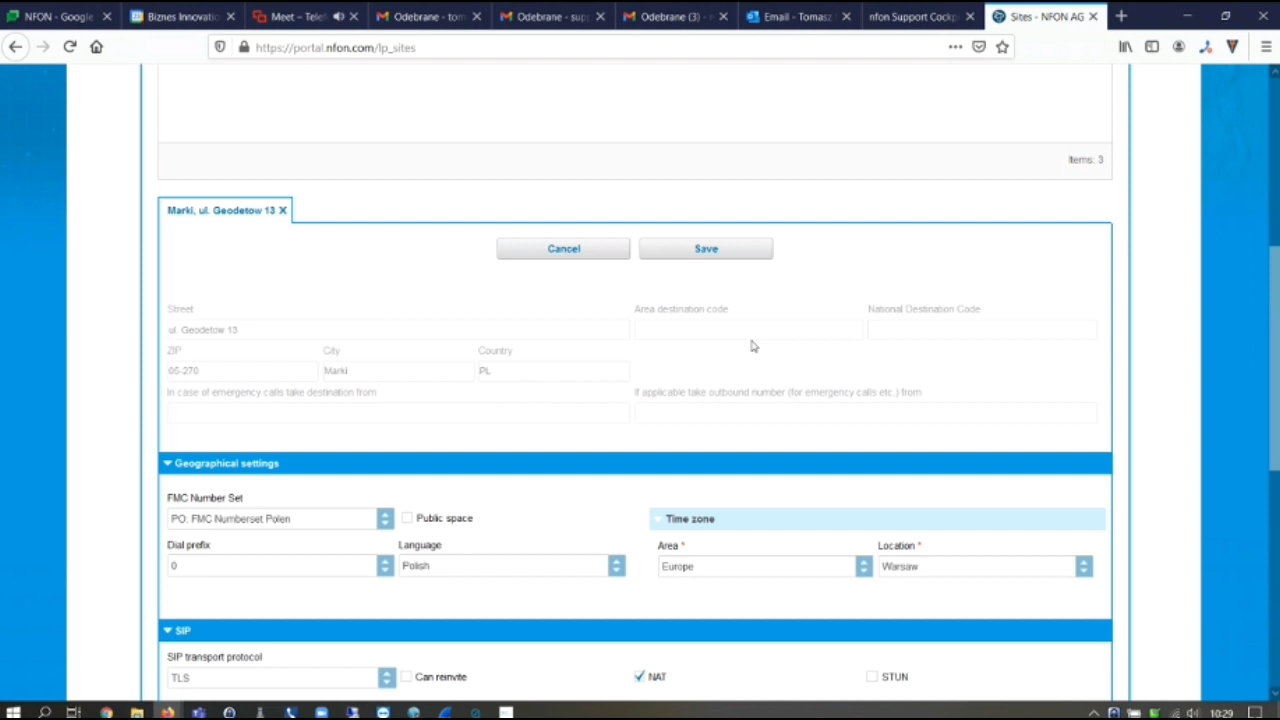 NFON - Google
Biznes Innovatio
Meet – Telef
Odebrane - tom
Odebrane - sup
Odebrane (3) - n
Email - Tomasz
nfon Support Cockp
Sites - NFON AG
https://portal.nfon.com/lp_sites
Items: 3
Marki, ul. Geodetow 13
Cancel
Save
Street
Area destination code
National Destination Code
ul. Geodetow 13
ZIP
City
Country
05-270
Marki
PL
In case of emergency calls take destination from
If applicable take outbound number (for emergency calls etc.) from
Geographical settings
FMC Number Set
PO. FMC Numberset Polen
Public space
Time zone
Dial prefix
Language
Area *
Location *
0
Polish
Europe
Warsaw
SIP
SIP transport protocol
TLS
Can reinvite
NAT
STUN
10:29